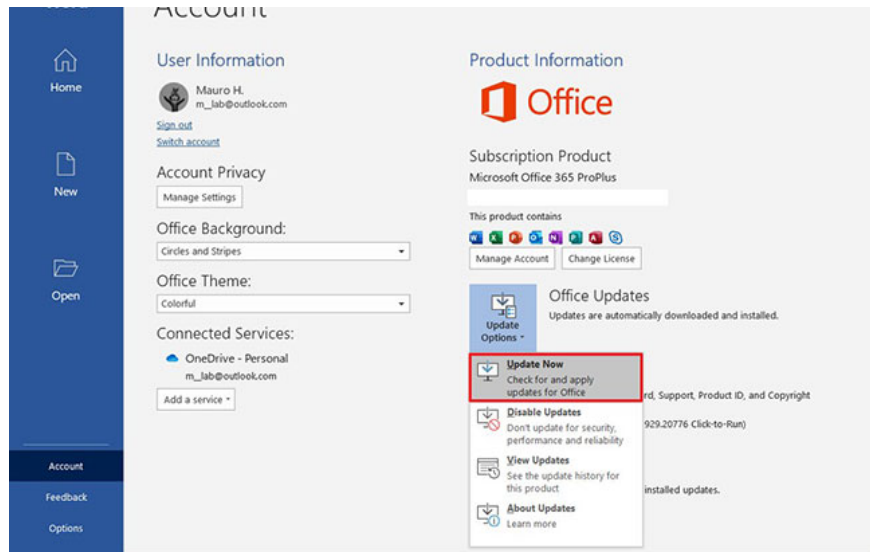 Account
Home
New
Open
Account
Feedback
Options
User Information
Mauro H.
m_lab@outlook.com
Sign out
Switch account
Account Privacy
Manage Settings
Office Background:
Circles and Stripes
Office Theme:
Colorful
Connected Services:
OneDrive - Personal
m_lab@outlook.com
Add a service
Product Information
Office
Subscription Product
Microsoft Office 365 ProPlus
This product contains
Manage Account
Change License
Update
Options
Office Updates
Updates are automatically downloaded and installed.
Update Now
Check for and apply
updates for Office
Disable Updates
Don't update for security,
performance and reliability
View Updates
See the update history for
this product
About Updates
Learn more
rd, Support, Product ID, and Copyright
929.20776 Click-to-Run)
installed updates.